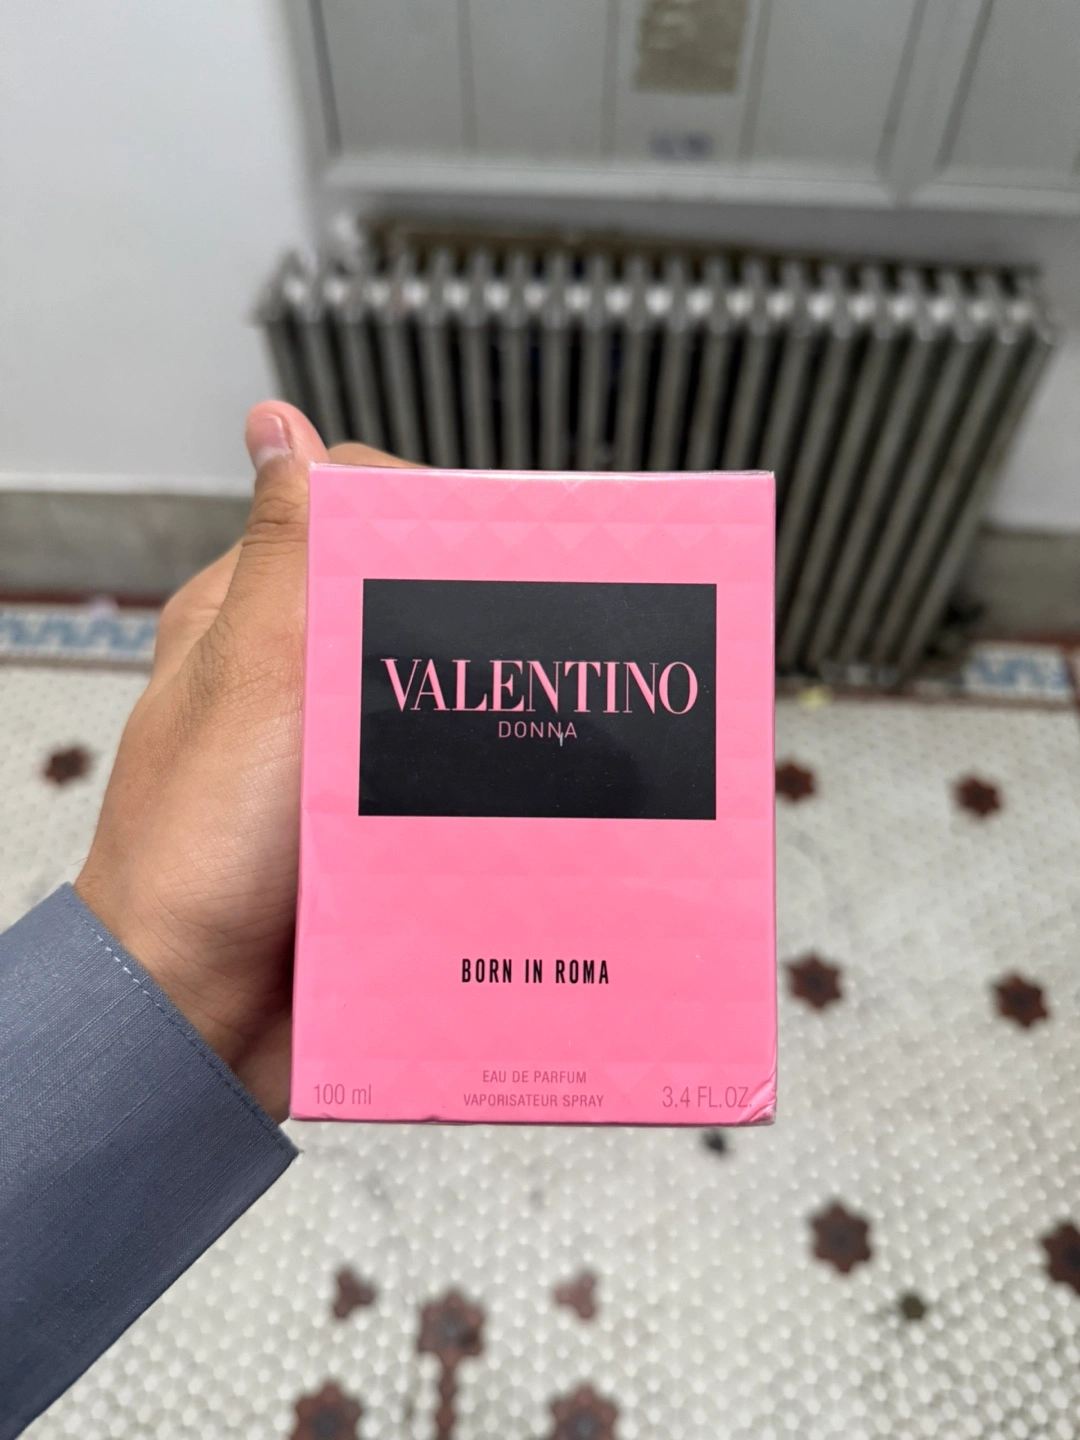 VALENTINO
DONNA
BORN IN ROMA
EAU DE PARFUM
100 ml VAPORISATEUR SPRAY 3.4 FL.OZ.